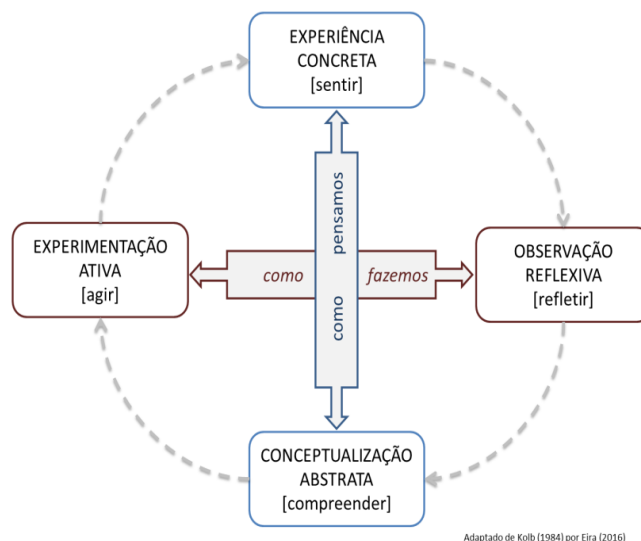 EXPERIÊNCIA
CONCRETA
[sentir]
EXPERIMENTAÇÃO
ATIVA
[agir]
como pensamos
como fazemos
OBSERVAÇÃO
REFLEXIVA
[refletir]
CONCEPTUALIZAÇÃO
ABSTRATA
[compreender]
Adaptado de Kolb (1984) por Eira (2016)